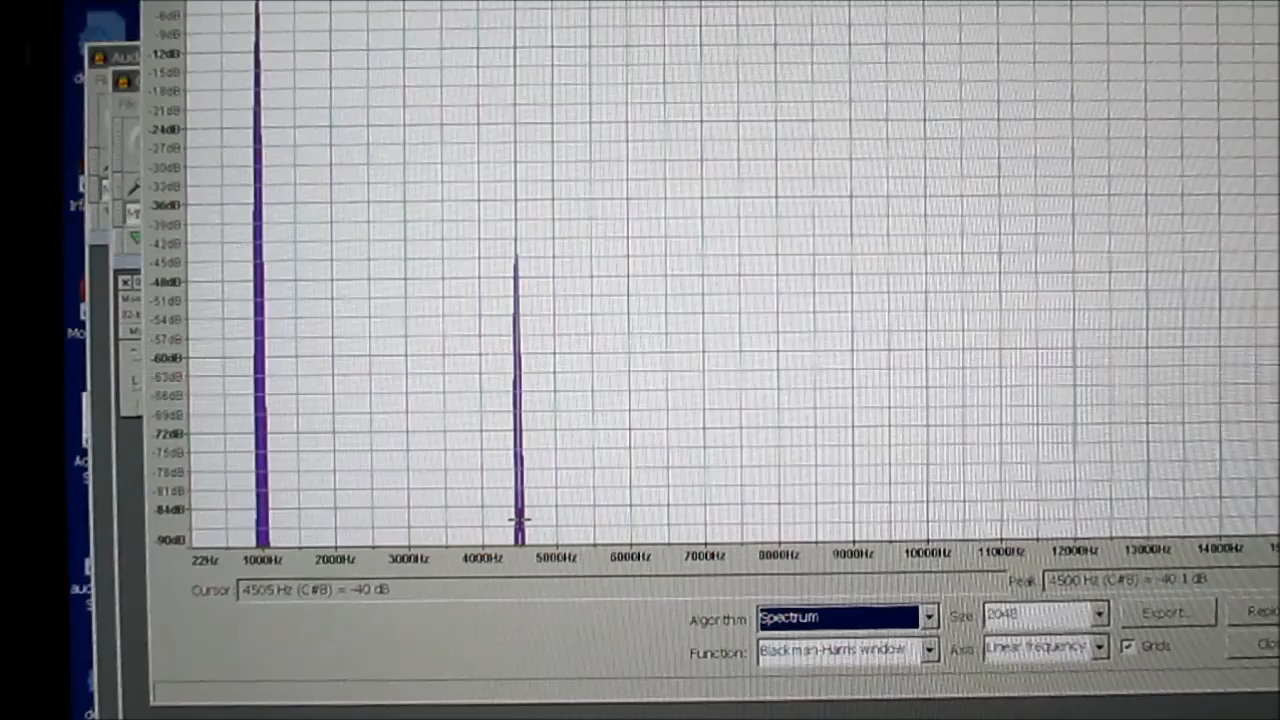 -6dB
-9dB
-12dB
-15dB
-18dB
-21dB
-24dB
-27dB
-30dB
-33dB
-36dB
-39dB
-42dB
-45dB
-48dB
-51dB
-54dB
-57dB
-60dB
-63dB
-66dB
-69dB
-72dB
-75dB
-78dB
-81dB
-84dB
-90dB
22Hz 1000Hz 2000Hz 3000Hz 4000Hz 5000Hz 6000Hz 7000Hz 8000Hz 9000Hz 10000Hz 11000Hz 12000Hz 13000Hz 14000Hz
Cursor: 4505 Hz (C#8) = -40 dB Peak: 4500 Hz (C#8) = -40.1 dB
Algorithm: Spectrum Size: 2048 Export...
Function: Blackman-Harris window Axis: Linear frequency Grids